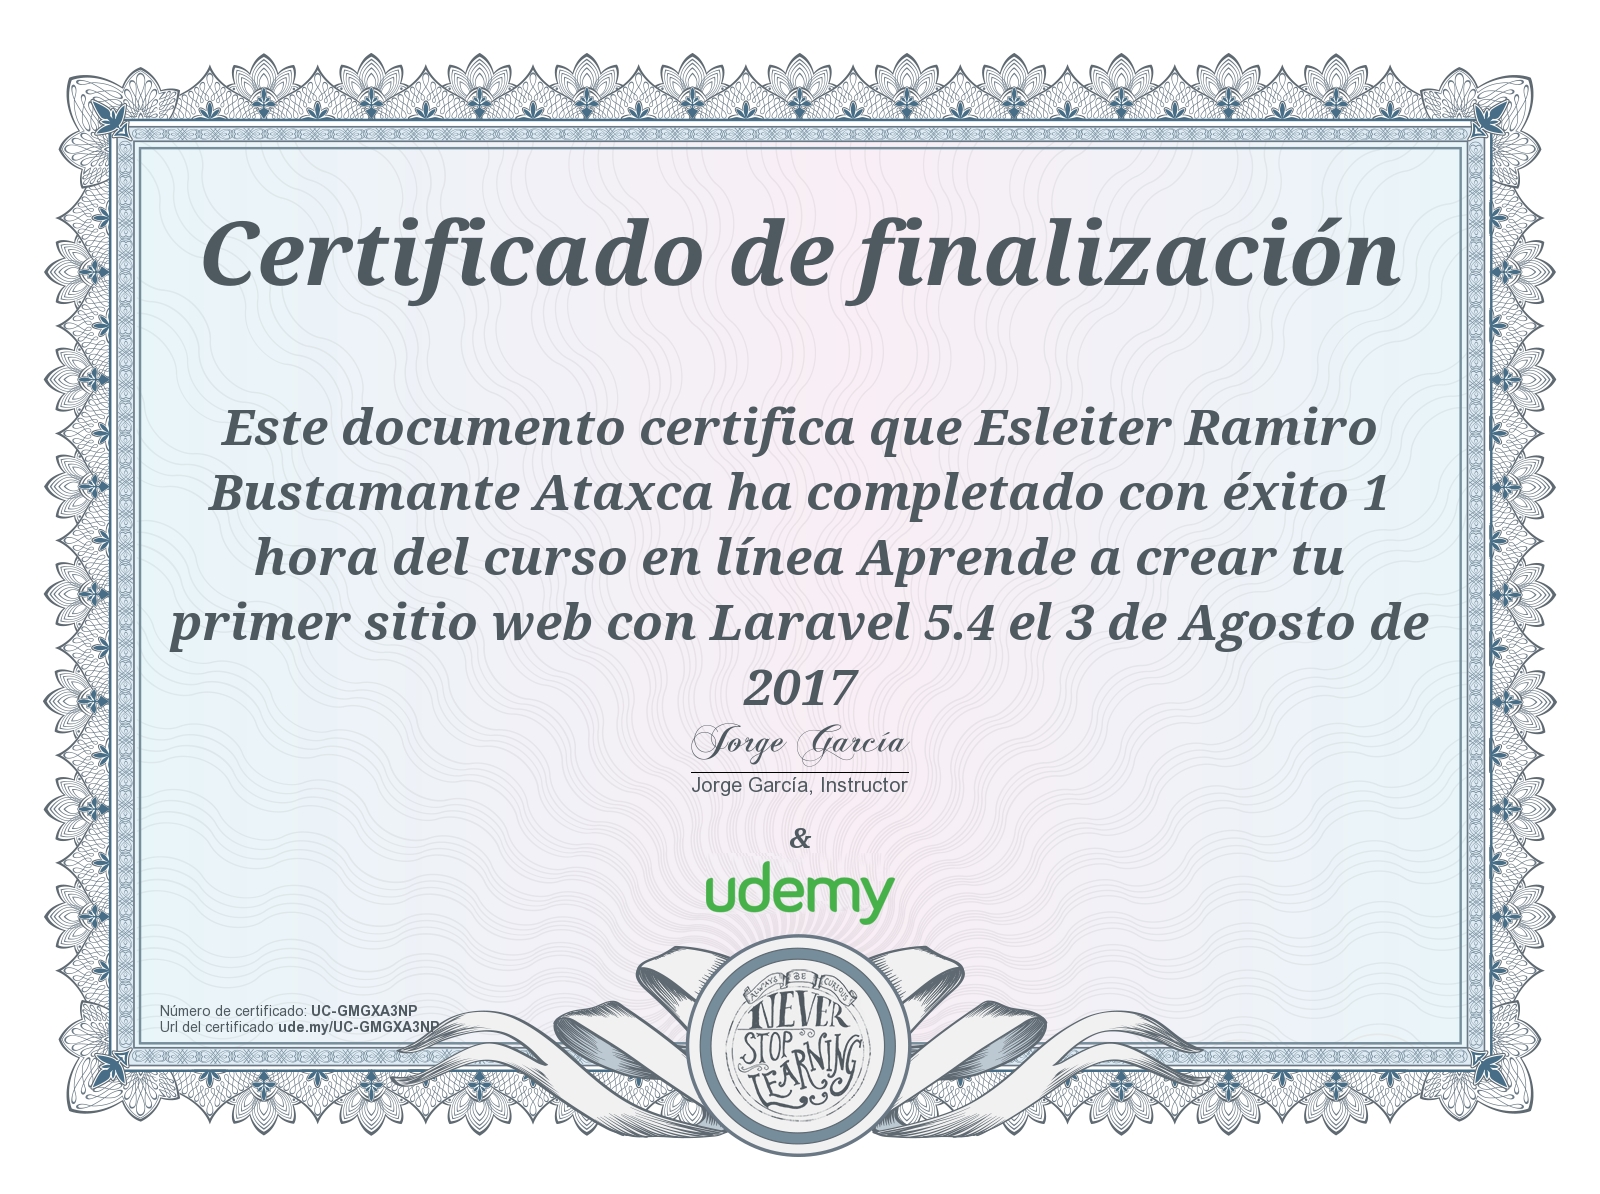 Certificado de finalización
Este documento certifica que Esleiter Ramiro
Bustamante Ataxca ha completado con éxito 1
hora del curso en línea Aprende a crear tu
primer sitio web con Laravel 5.4 el 3 de Agosto de
2017
Jorge García
Jorge García, Instructor
&
udemy
Número de certificado: UC-GMGXA3NP
Url del certificado ude.my/UC-GMGXA3NP
ALWAYS BE CURIOUS
NEVER
STOP
LEARNING